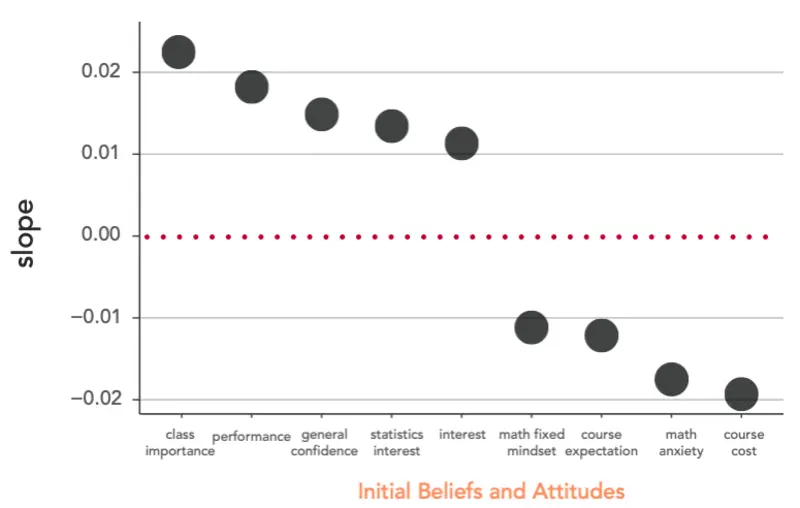 slope
0.02
0.01
0.00
−0.01
−0.02
class
importance
performance
general
confidence
statistics
interest
interest
math fixed
mindset
course
expectation
math
anxiety
course
cost
Initial Beliefs and Attitudes